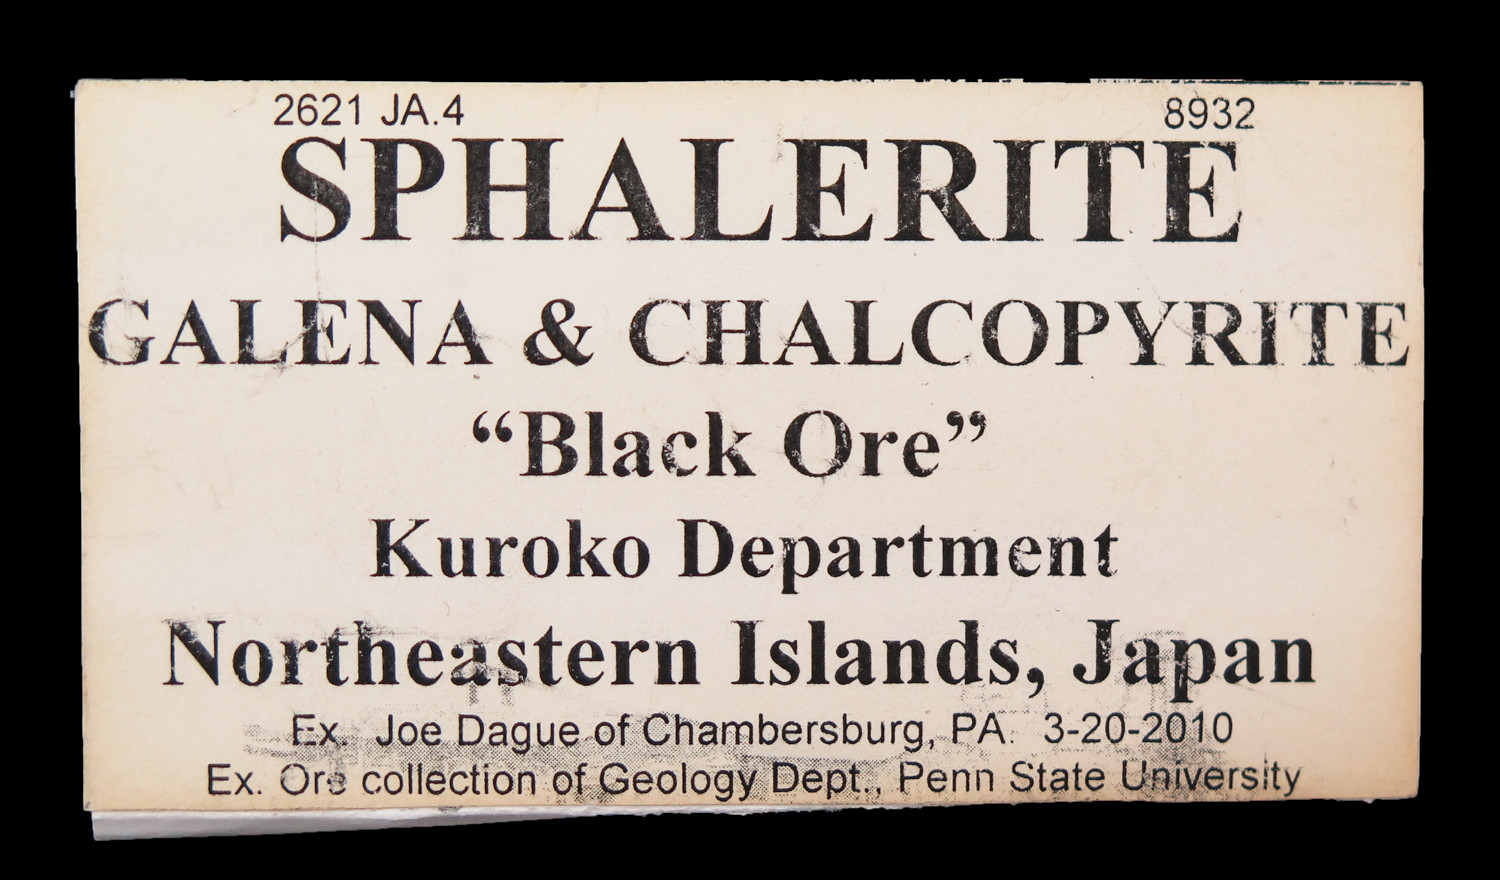 2621 JA.4 8932
SPHALERITE
GALENA & CHALCOPYRITE
“Black Ore”
Kuroko Department
Northeastern Islands, Japan
Ex. Joe Dague of Chambersburg, PA. 3-20-2010
Ex. Ore collection of Geology Dept., Penn State University